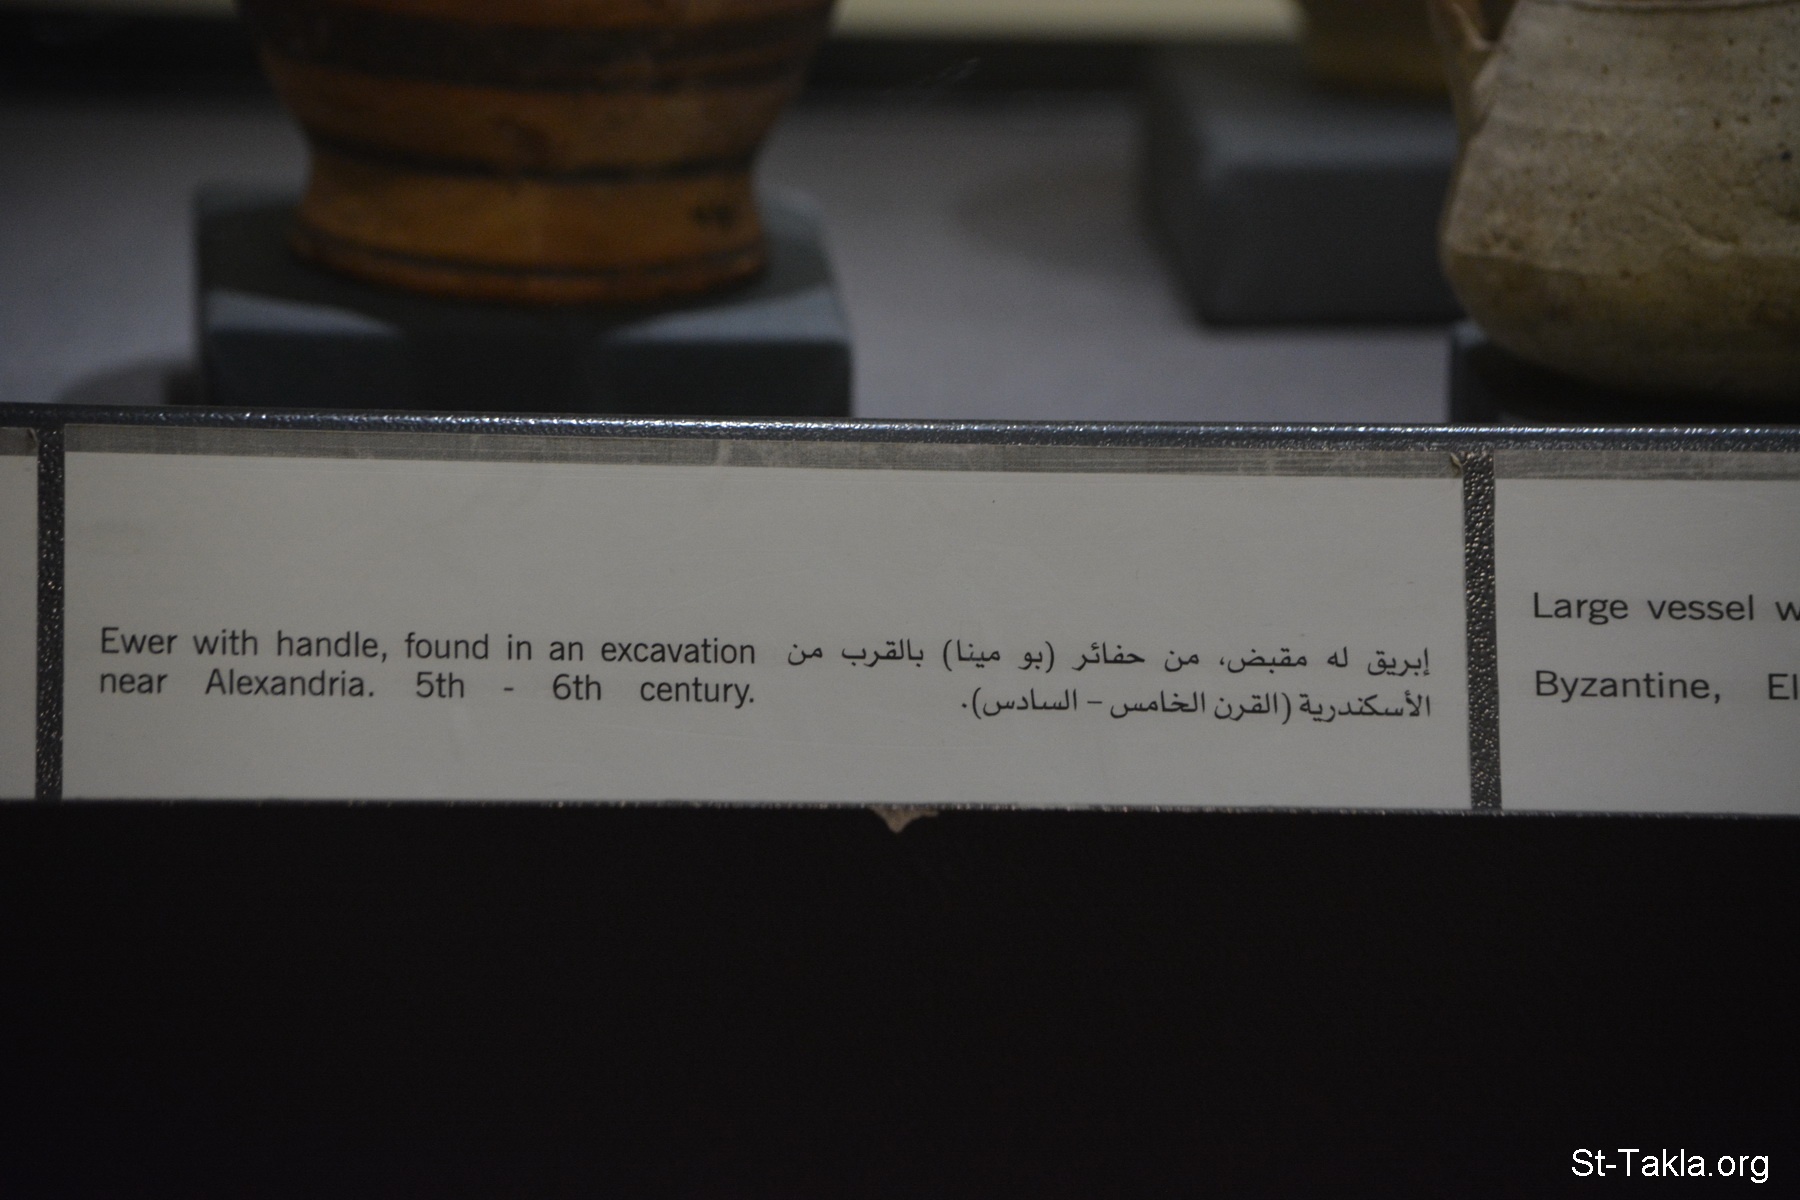 Ewer with handle, found in an excavation
near Alexandria. 5th - 6th century.
إبريق له مقبض، من حفائر (بو مينا) بالقرب من
الأسكندرية (القرن الخامس – السادس).
Large vessel
Byzantine,
St-Takla.org